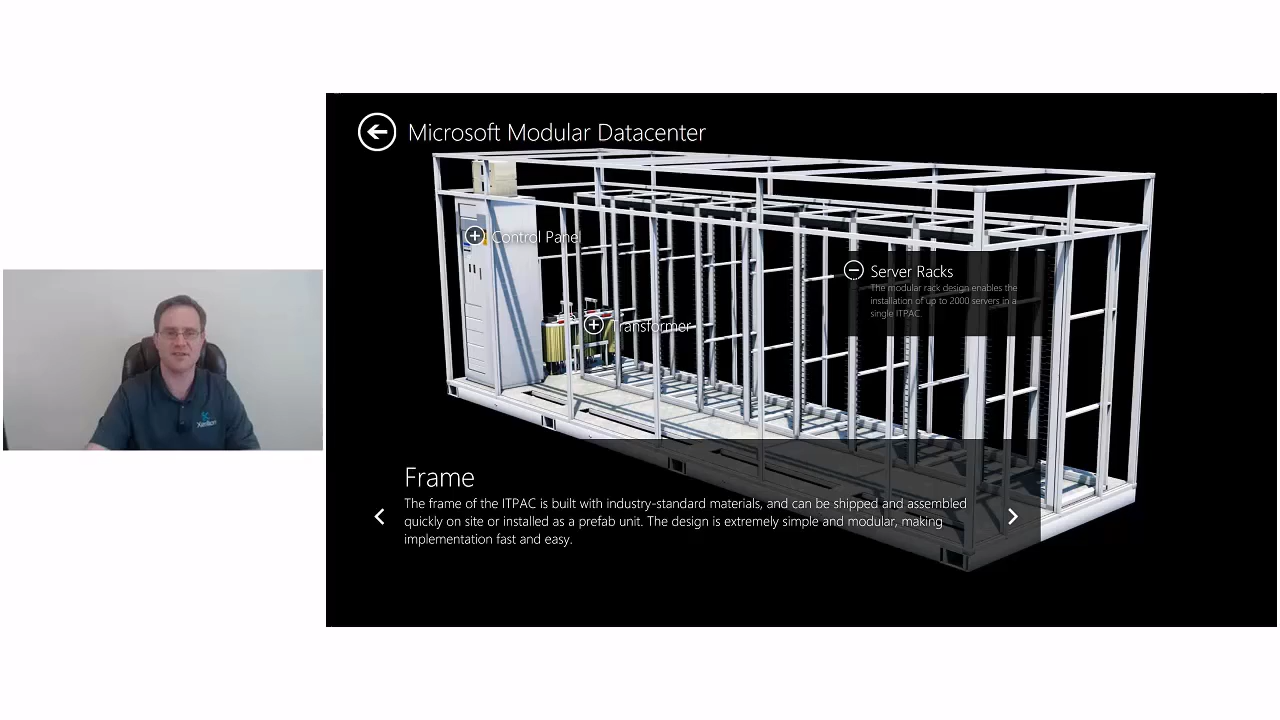 Microsoft Modular Datacenter
Control Panel
Server Racks
The modular rack design enables the
installation of up to 2000 servers in a
single ITPAC.
Transformer
Frame
The frame of the ITPAC is built with industry-standard materials, and can be shipped and assembled
quickly on site or installed as a prefab unit. The design is extremely simple and modular, making
implementation fast and easy.